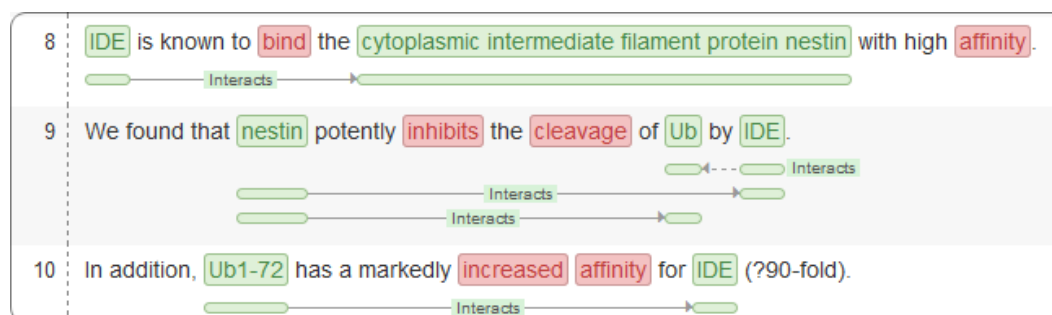 8 IDE is known to bind the cytoplasmic intermediate filament protein nestin with high affinity.
Interacts
9 We found that nestin potently inhibits the cleavage of Ub by IDE.
Interacts
Interacts
Interacts
10 In addition, Ub1-72 has a markedly increased affinity for IDE (?90-fold).
Interacts